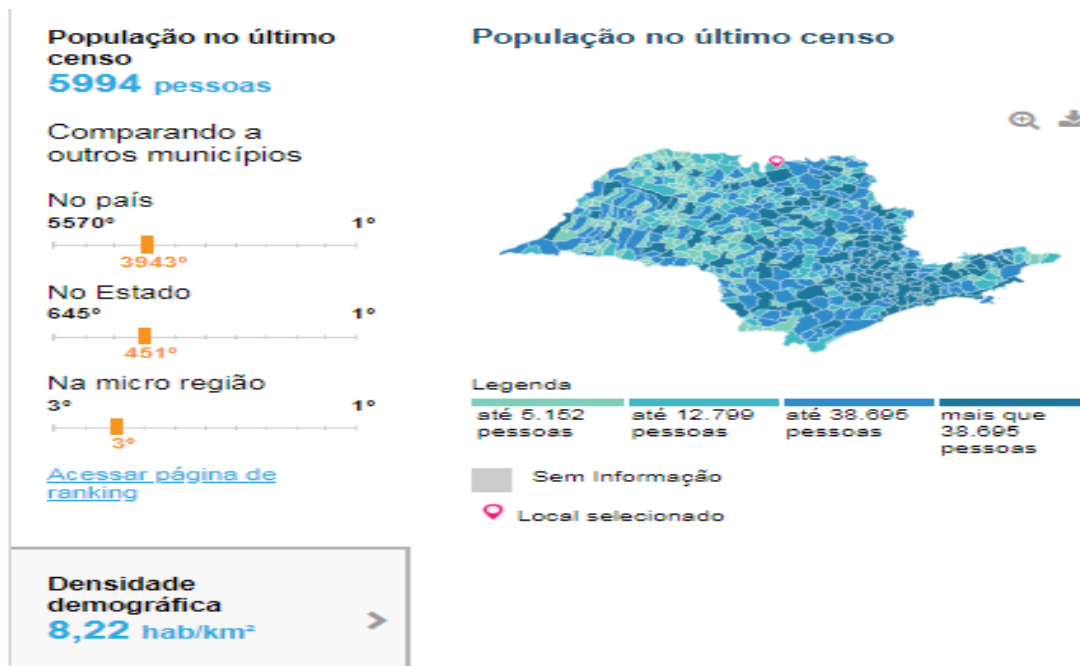 População no último
censo
5994 pessoas
Comparando a
outros municípios
No país
5570º 1º
3943º
No Estado
645º 1º
451º
Na micro região
3º 1º
3º
Acessar página de
ranking
Densidade
demográfica
8,22 hab/km²
População no último censo
Legenda
até 5.152
pessoas
até 12.799
pessoas
até 38.695
pessoas
mais que
38.695
pessoas
Sem Informação
Local selecionado